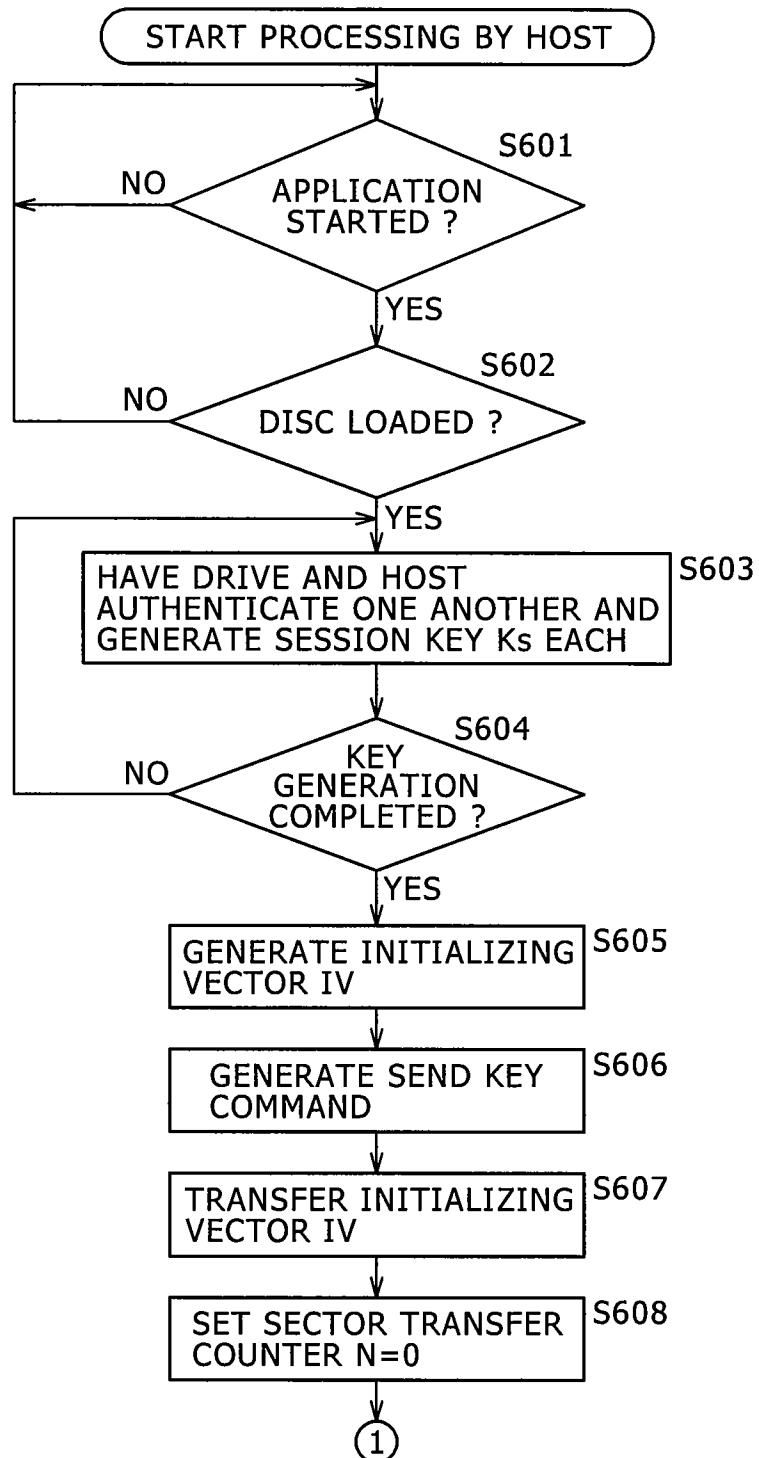 START PROCESSING BY HOST
S601
NO
APPLICATION
STARTED ?
YES
S602
NO
DISC LOADED ?
YES
S603
HAVE DRIVE AND HOST
AUTHENTICATE ONE ANOTHER AND
GENERATE SESSION KEY Ks EACH
S604
NO
KEY
GENERATION
COMPLETED ?
YES
S605
GENERATE INITIALIZING
VECTOR IV
S606
GENERATE SEND KEY
COMMAND
S607
TRANSFER INITIALIZING
VECTOR IV
S608
SET SECTOR TRANSFER
COUNTER N=0
1